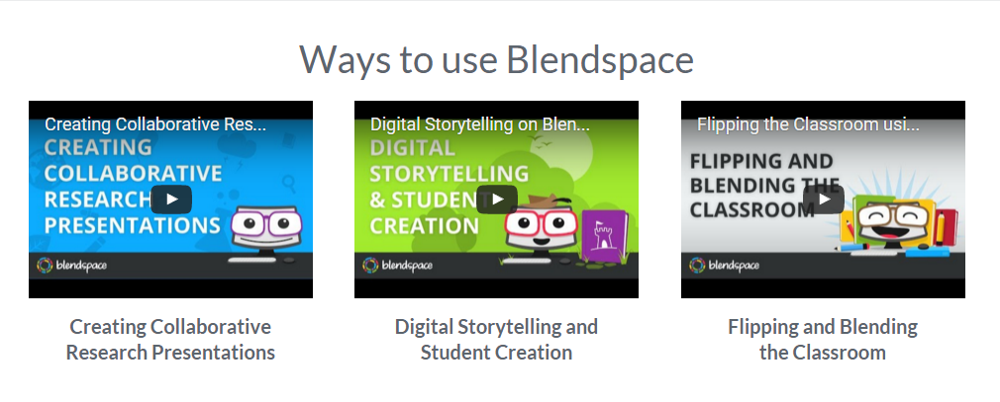 Ways to use Blendspace
Creating Collaborative Res...
CREATING
COLLABORATIVE
RESEARCH
PRESENTATIONS
blendspace
Creating Collaborative
Research Presentations
Digital Storytelling on Blen...
DIGITAL
STORYTELLING
& STUDENT
CREATION
blendspace
Digital Storytelling and
Student Creation
Flipping the Classroom usi...
FLIPPING AND
BLENDING THE
CLASSROOM
blendspace
Flipping and Blending
the Classroom